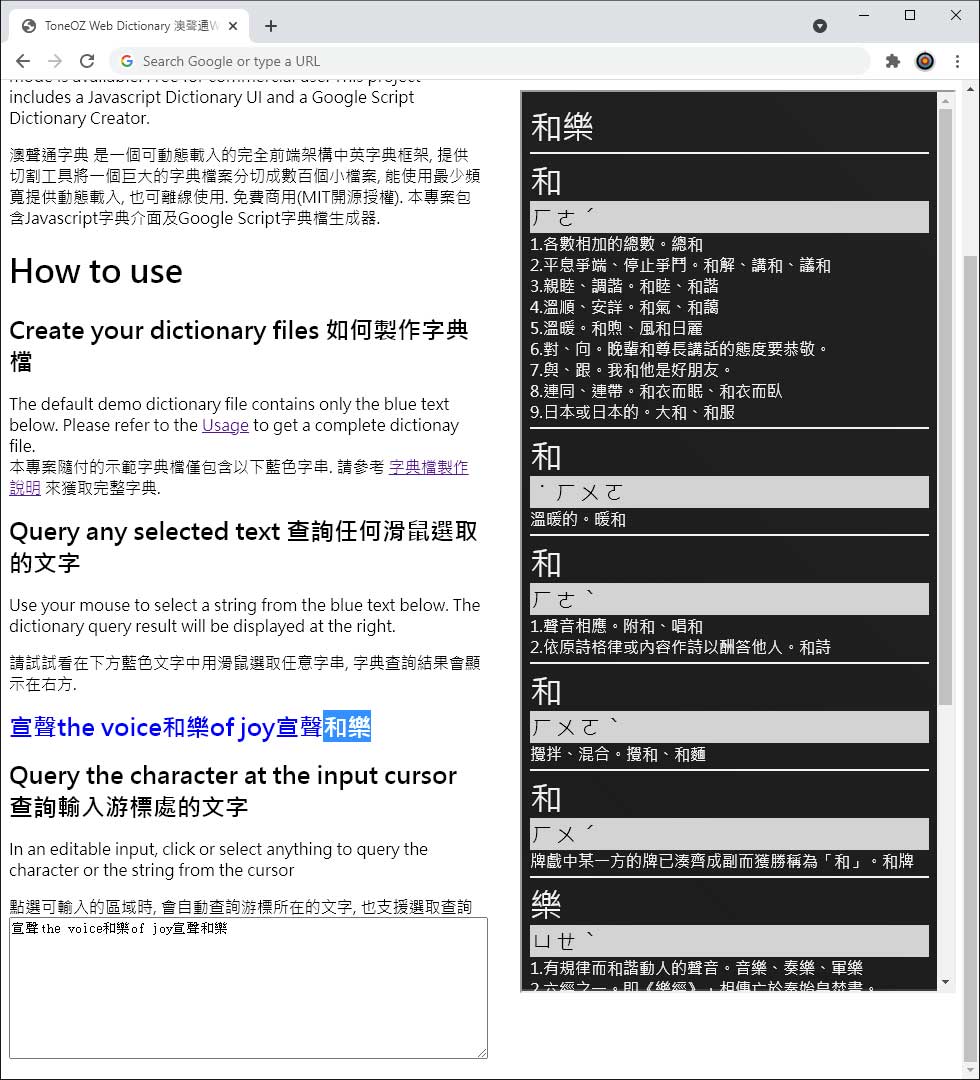 ToneOZ Web Dictionary 澳聲通W
Search Google or type a URL
mode is available. Free for commercial use. This project
includes a Javascript Dictionary UI and a Google Script
Dictionary Creator.
澳聲通字典 是一個可動態載入的完全前端架構中英字典框架, 提供
切割工具將一個巨大的字典檔案分切成數百個小檔案, 能使用最少頻
寬提供動態載入, 也可離線使用. 免費商用(MIT開源授權). 本專案包
含Javascript字典介面及Google Script字典檔生成器.
How to use
Create your dictionary files 如何製作字典
檔
The default demo dictionary file contains only the blue text
below. Please refer to the Usage to get a complete dictionay
file.
本專案隨付的示範字典檔僅包含以下藍色字串. 請參考 字典檔製作
說明 來獲取完整字典.
Query any selected text 查詢任何滑鼠選取
的文字
Use your mouse to select a string from the blue text below. The
dictionary query result will be displayed at the right.
請試試看在下方藍色文字中用滑鼠選取任意字串, 字典查詢結果會顯
示在右方.
宣聲the voice和樂of joy宣聲和樂
Query the character at the input cursor
查詢輸入游標處的文字
In an editable input, click or select anything to query the
character or the string from the cursor
點選可輸入的區域時, 會自動查詢游標所在的文字, 也支援選取查詢
宣聲the voice和樂of joy宣聲和樂
和樂
和
ㄏㄜˊ
1.各數相加的總數。總和
2.平息爭端、停止爭鬥。和解、講和、議和
3.親睦、調諧。和睦、和諧
4.溫順、安詳。和氣、和藹
5.溫暖。和煦、風和日麗
6.對、向。晚輩和尊長講話的態度要恭敬。
7.與、跟。我和他是好朋友。
8.連同、連帶。和衣而眠、和衣而臥
9.日本或日本的。大和、和服
和
˙ㄏㄨㄛ
溫暖的。暖和
和
ㄏㄜˋ
1.聲音相應。附和、唱和
2.依原詩格律或內容作詩以酬答他人。和詩
和
ㄏㄨㄛˋ
攪拌、混合。攪和、和麵
和
ㄏㄨˊ
牌戲中某一方的牌已湊齊成副而獲勝稱為「和」。和牌
樂
ㄩㄝˋ
1.有規律而和諧動人的聲音。音樂、奏樂、軍樂
2.六經之一。即《樂經》，相傳亡於秦始皇焚書。